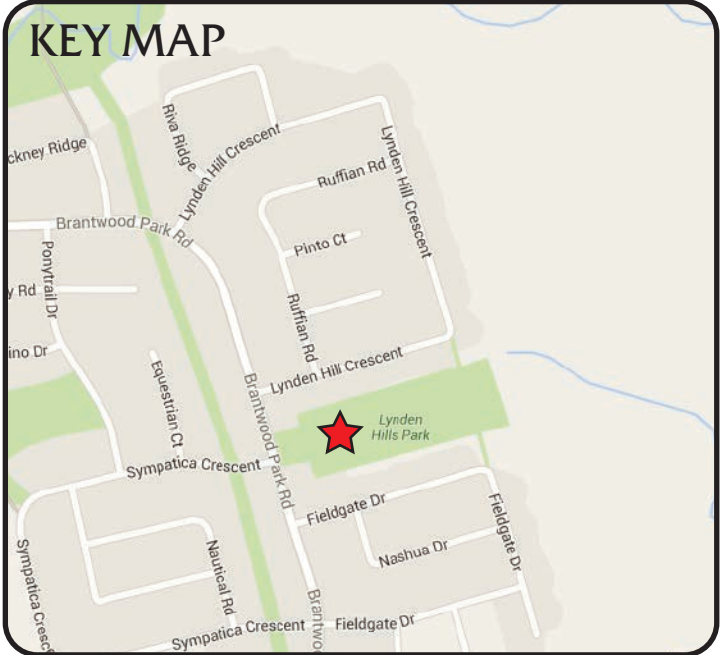 KEY MAP
Riva Ridge
Lynden Hill Crescent
ckney Ridge
Lynden Hill Crescent
Ruffian Rd
Brantwood Park Rd
Pinto Ct
Ponytrail Dr
y Rd
Ruffian Rd
ino Dr
Lynden Hill Crescent
Equestrian Ct
Brantwood Park Rd
Lynden
Hills Park
Sympatica Crescent
Fieldgate Dr
Fieldgate Dr
Nashua Dr
Sympatica Cresc
Nautical Rd
Brantwo
Sympatica Crescent
Fieldgate Dr